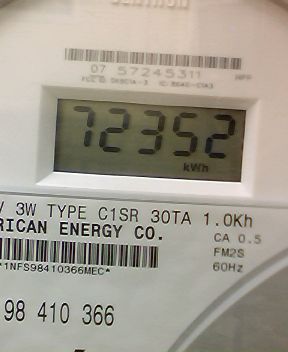 CENTRON
07 57245311
72352
kWh
V 3W TYPE C1SR 30TA 1.0Kh
RICAN ENERGY CO.
CA 0.5
FM2S
*1NFS98410366MEC*
60Hz
98 410 366